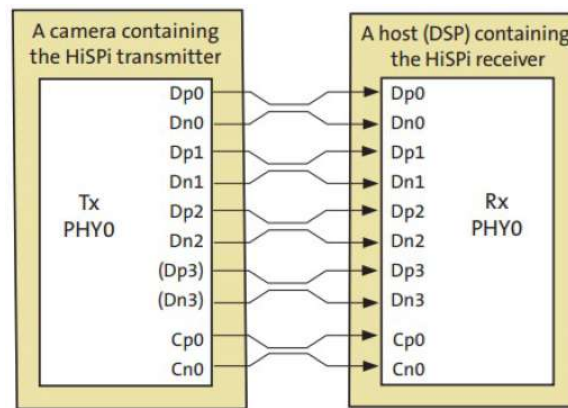 A camera containing
the HiSPi transmitter
A host (DSP) containing
the HiSPi receiver
Tx
PHY0
Dp0
Dn0
Dp1
Dn1
Dp2
Dn2
(Dp3)
(Dn3)
Cp0
Cn0
Dp0
Dn0
Dp1
Dn1
Dp2
Dn2
Dp3
Dn3
Cp0
Cn0
Rx
PHY0